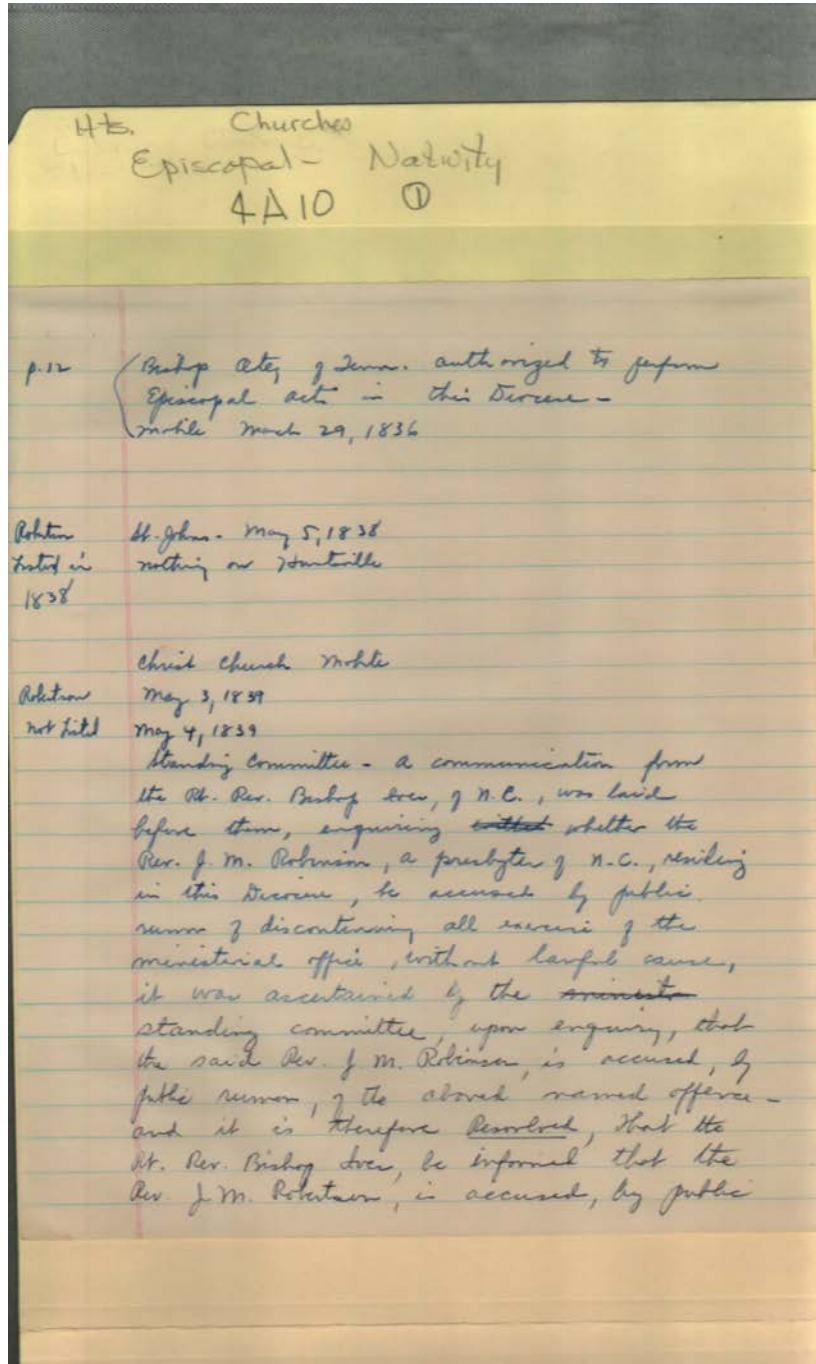 Hts. Churches
Episcopal - Nativity
4A10 ①
p.12 Bishop Otey of Tenn. authorized to perform
Episcopal acts in this Diocese -
Mobile March 29, 1836
Robertson St. Johns - May 5, 1838
Listed in nothing on Huntsville
1838
Christ Church Mobile
Robertson May 3, 1839
not Listed May 4, 1839
Standing Committee - a communication from
the Rt. Rev. Bishop Ives, of N.C., was laid
before them, enquiring whether the
Rev. J. M. Robinson, a presbyter of N.C., residing
in this Diocese, be accused by public
rumor of discontinuing all exercise of the
ministerial office, without lawful cause,
it was ascertained by the
standing committee, upon enquiry, that
the said Rev. J M. Robinson, is accused, by
public rumor, of the aboved named offence -
and it is therefore Resolved, that the
Rt. Rev. Bishop Ives, be informed that the
Rev J M. Robertson, is accused, by public